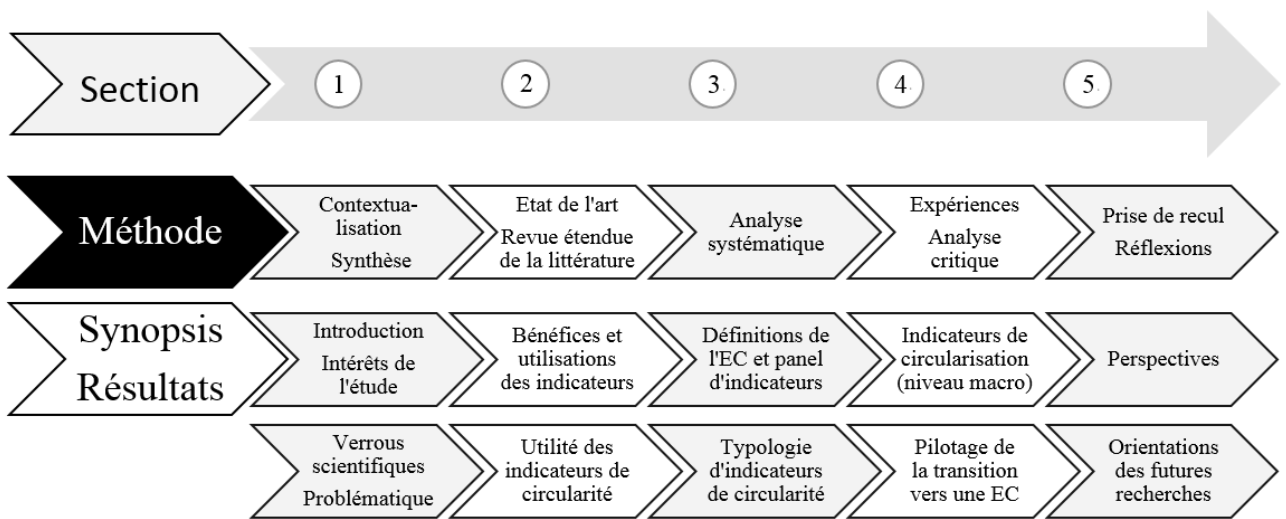 Section
1
2
3
4
5
Méthode
Contextua-
lisation
Synthèse
Etat de l'art
Revue étendue
de la littérature
Analyse
systématique
Expériences
Analyse
critique
Prise de recul
Réflexions
Synopsis
Résultats
Introduction
Intérêts de
l'étude
Bénéfices et
utilisations
des indicateurs
Définitions de
l'EC et panel
d'indicateurs
Indicateurs de
circularisation
(niveau macro)
Perspectives
Verrous
scientifiques
Problématique
Utilité des
indicateurs de
circularité
Typologie
d'indicateurs
de circularité
Pilotage de
la transition
vers une EC
Orientations
des futures
recherches